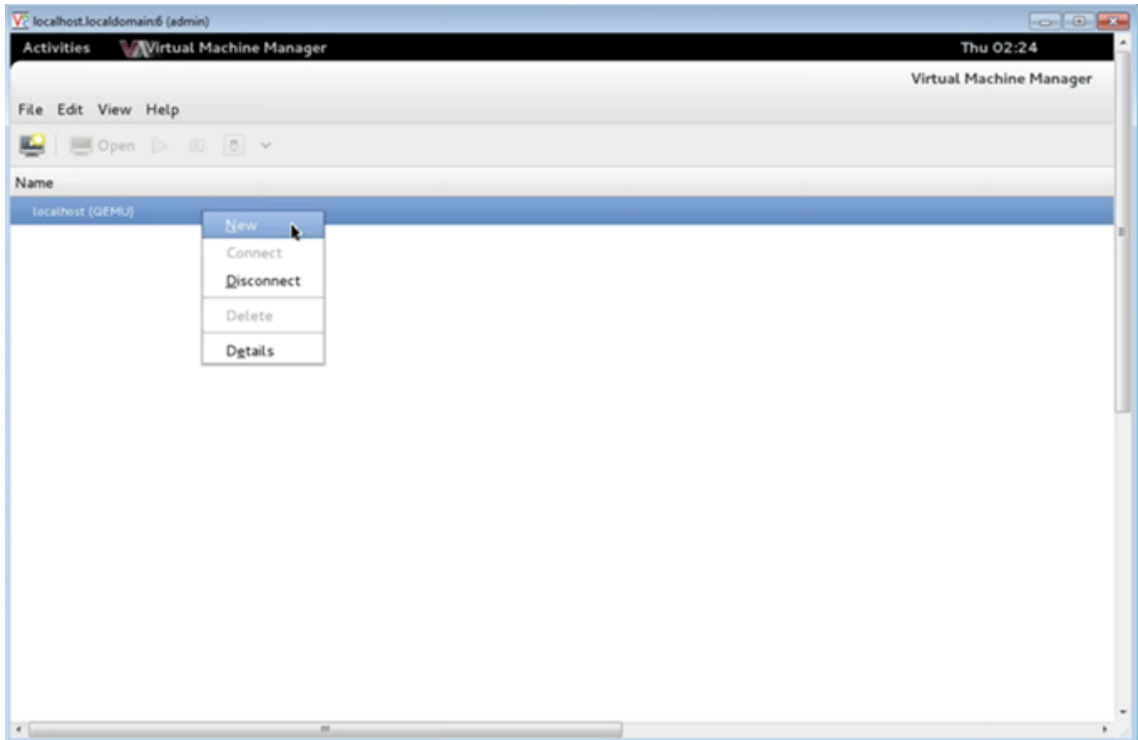 localhost.localdomain:6 (admin)
Activities Virtual Machine Manager Thu 02:24
Virtual Machine Manager
File Edit View Help
Open
Name
localhost (QEMU)
New
Connect
Disconnect
Delete
Details